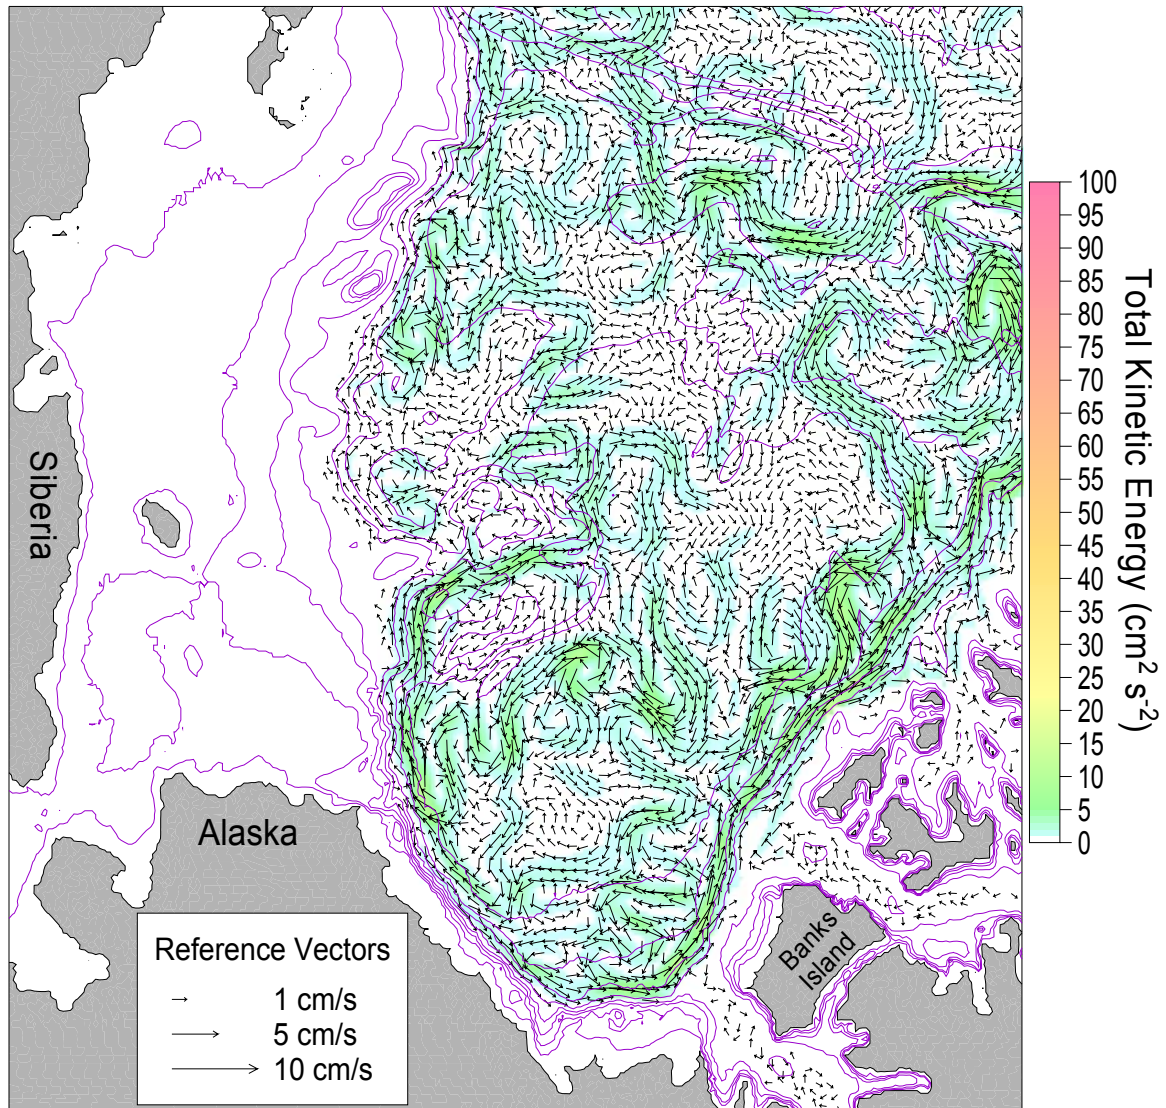 Siberia
Alaska
Banks
Island
Reference Vectors
1 cm/s
5 cm/s
10 cm/s
100
95
90
85
80
75
70
65
60
55
50
45
40
35
30
25
20
15
10
5
0
Total Kinetic Energy (cm² s⁻²)